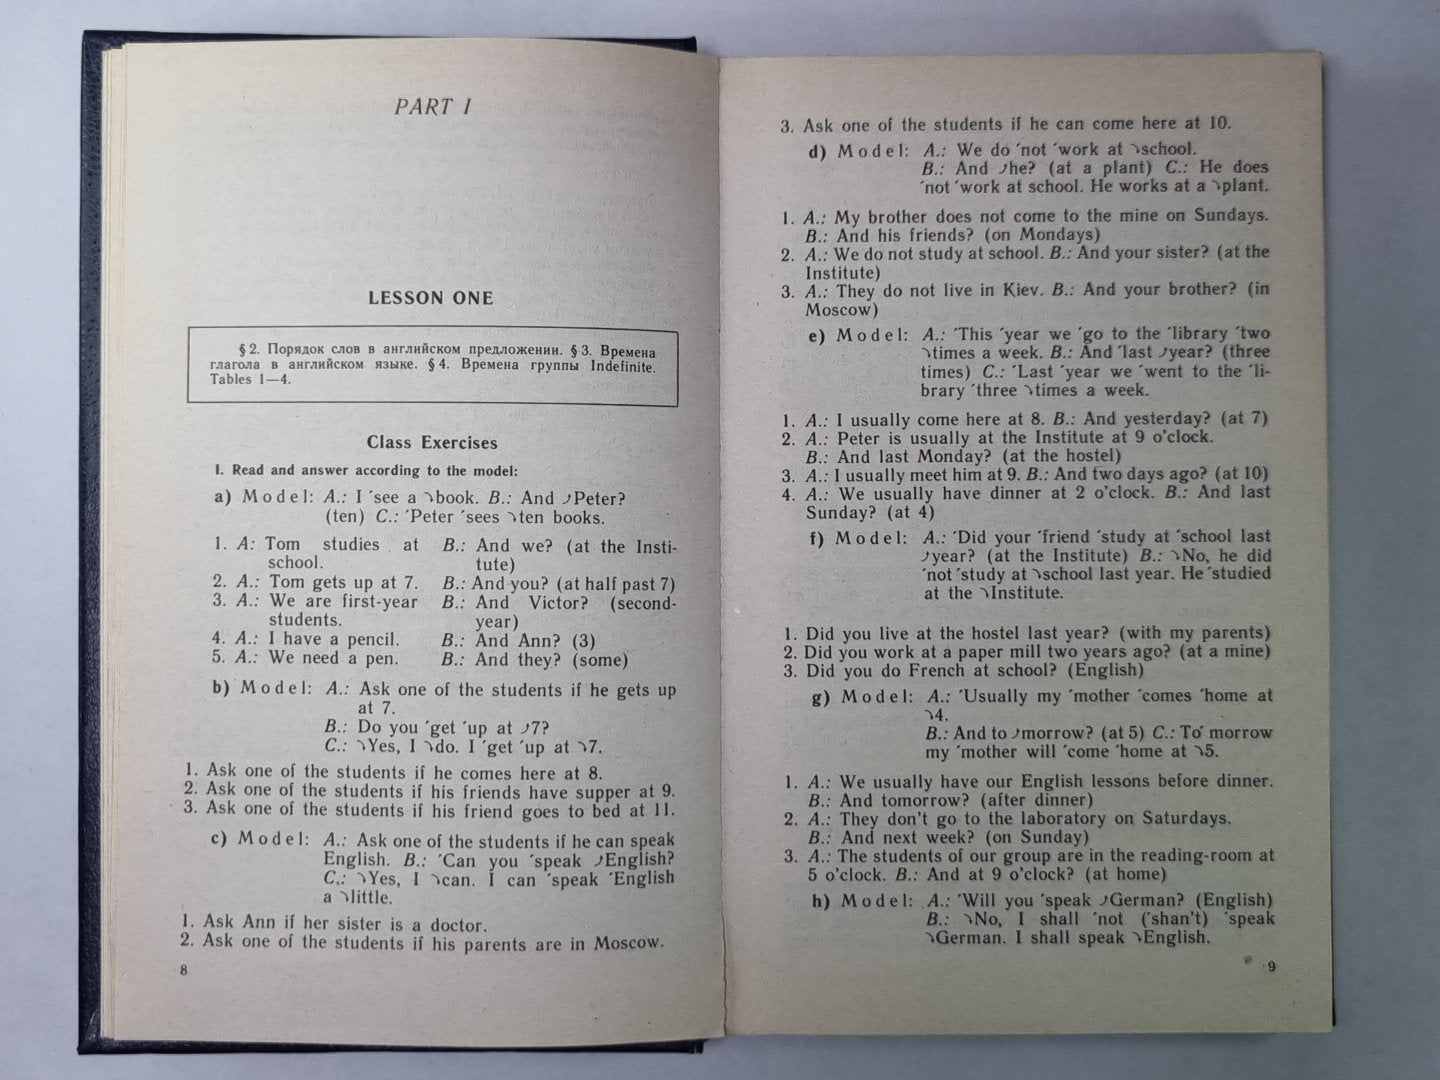 PART I
LESSON ONE
§ 2. Порядок слов в английском предложении. § 3. Времена
глагола в английском языке. § 4. Времена группы Indefinite.
Tables 1—4.
Class Exercises
I. Read and answer according to the model:
a) Model: A.: I ´see a ↘book. B.: And ↗Peter?
(ten) C.: ´Peter ´sees ↘ten books.
1. A: Tom studies at B.: And we? (at the Insti-
school. tute)
2. A.: Tom gets up at 7. B.: And you? (at half past 7)
3. A.: We are first-year B.: And Victor? (second-
students. year)
4. A.: I have a pencil. B.: And Ann? (3)
5. A.: We need a pen. B.: And they? (some)
b) Model: A.: Ask one of the students if he gets up
at 7.
B.: Do you ´get ´up at ↗7?
C.: ↘Yes, I ↘do. I ´get ´up at ↘7.
1. Ask one of the students if he comes here at 8.
2. Ask one of the students if his friends have supper at 9.
3. Ask one of the students if his friend goes to bed at 11.
c) Model: A.: Ask one of the students if he can speak
English. B.: ´Can you ´speak ↗English?
C.: ↘Yes, I ↘can. I can ´speak ´English
a ↘little.
1. Ask Ann if her sister is a doctor.
2. Ask one of the students if his parents are in Moscow.
8
3. Ask one of the students if he can come here at 10.
d) Model: A.: We do ´not ´work at ↘school.
B.: And ↗he? (at a plant) C.: He does
´not ´work at school. He works at a ↘plant.
1. A.: My brother does not come to the mine on Sundays.
B.: And his friends? (on Mondays)
2. A.: We do not study at school. B.: And your sister? (at the
Institute)
3. A.: They do not live in Kiev. B.: And your brother? (in
Moscow)
e) Model: A.: ´This ´year we ´go to the ´library ´two
↘times a week. B.: And ´last ↗year? (three
times) C.: ´Last ´year we ´went to the ´li-
brary ´three ↘times a week.
1. A.: I usually come here at 8. B.: And yesterday? (at 7)
2. A.: Peter is usually at the Institute at 9 o'clock.
B.: And last Monday? (at the hostel)
3. A.: I usually meet him at 9. B.: And two days ago? (at 10)
4. A.: We usually have dinner at 2 o'clock. B.: And last
Sunday? (at 4)
f) Model: A.: ´Did your ´friend ´study at ´school last
↗year? (at the Institute) B.: ↘No, he did
´not ´study at ↘school last year. He ´studied
at the ↘Institute.
1. Did you live at the hostel last year? (with my parents)
2. Did you work at a paper mill two years ago? (at a mine)
3. Did you do French at school? (English)
g) Model: A.: ´Usually my ´mother ´comes ´home at
↘4.
B.: And to ↗morrow? (at 5) C.: To´ morrow
my ´mother will ´come ´home at ↘5.
1. A.: We usually have our English lessons before dinner.
B.: And tomorrow? (after dinner)
2. A.: They don't go to the laboratory on Saturdays.
B.: And next week? (on Sunday)
3. A.: The students of our group are in the reading-room at
5 o'clock. B.: And at 9 o'clock? (at home)
h) Model: A.: ´Will you ´speak ↗German? (English)
B.: ↘No, I shall ´not (´shan't) ´speak
↘German. I shall speak ↘English.
9